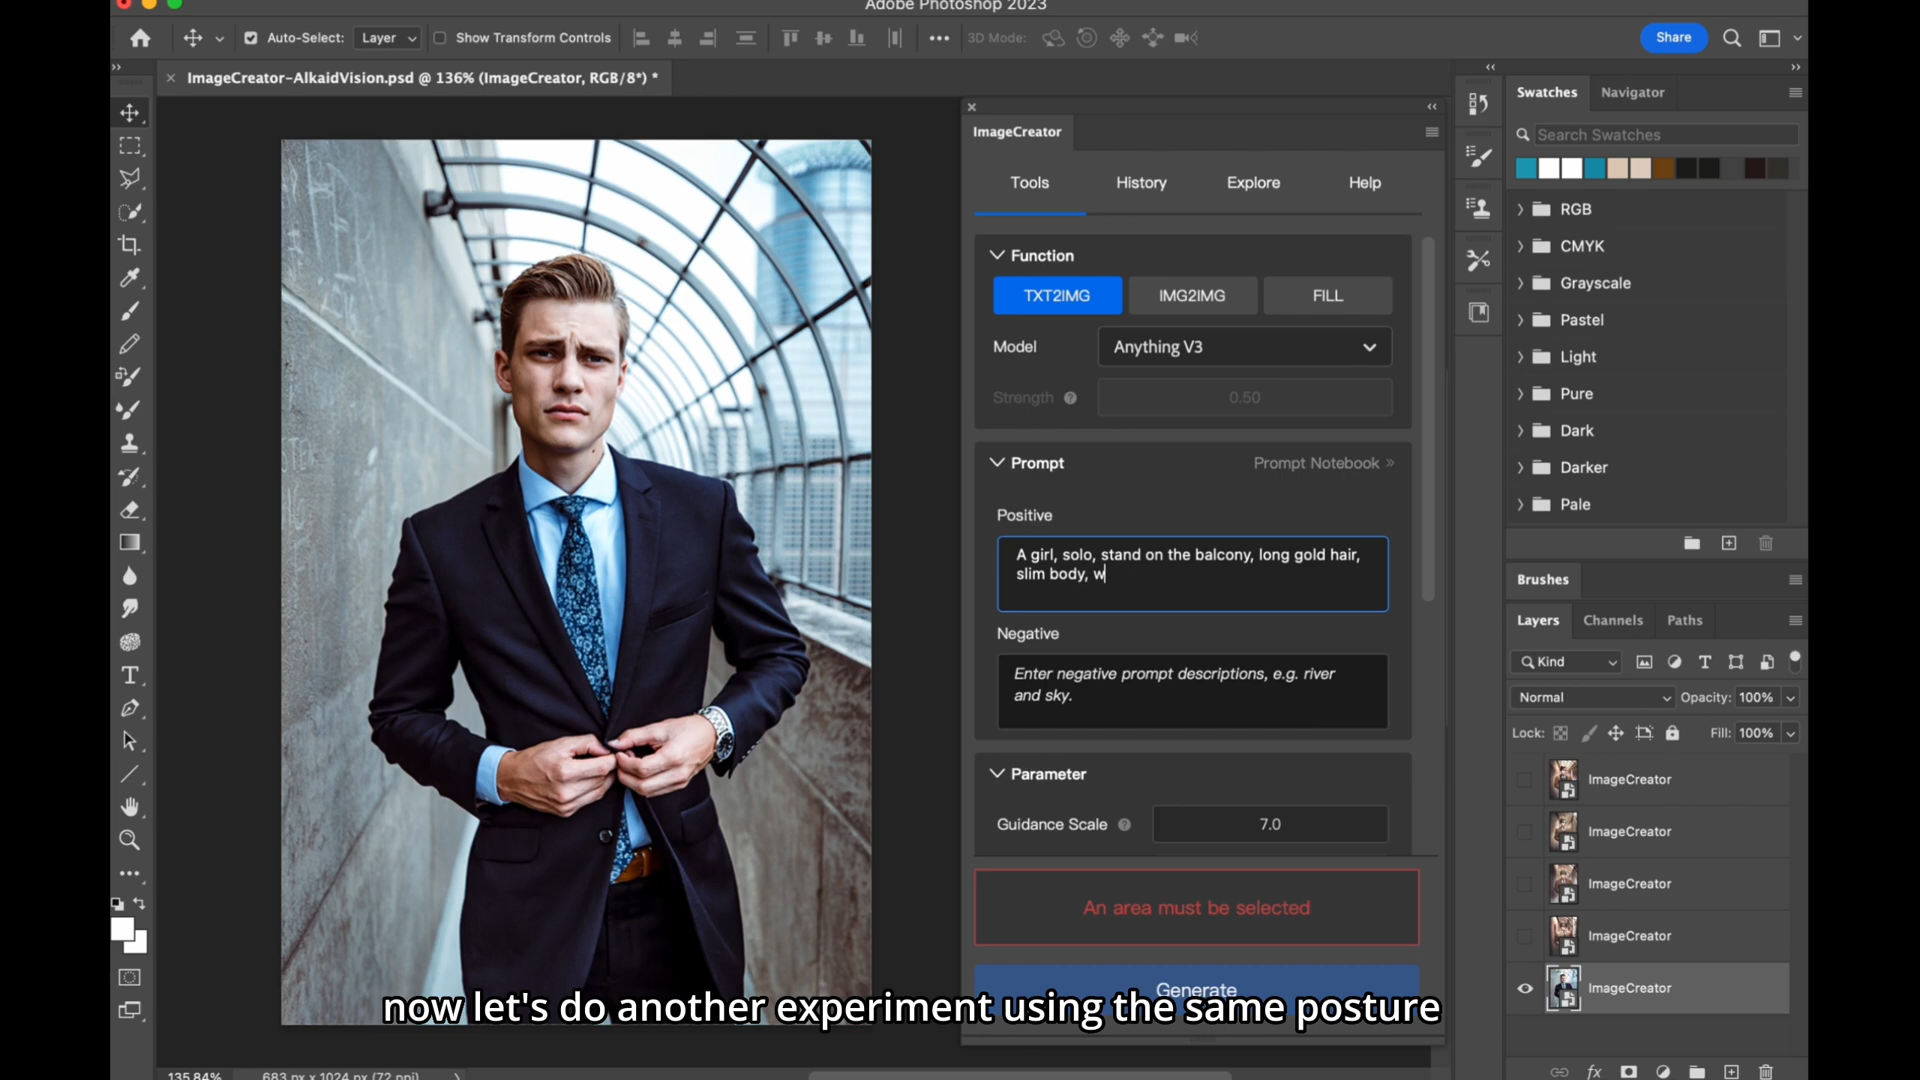 Adobe Photoshop 2023
Auto-Select: Layer Show Transform Controls 3D Mode: Share
ImageCreator-AlkaidVision.psd @ 136% (ImageCreator, RGB/8*) *
ImageCreator
Tools History Explore Help
Function
TXT2IMG IMG2IMG FILL
Model Anything V3
Strength 0.50
Prompt Prompt Notebook »
Positive
A girl, solo, stand on the balcony, long gold hair,
slim body, w
Negative
Enter negative prompt descriptions, e.g. river
and sky.
Parameter
Guidance Scale 7.0
An area must be selected
Generate
now let's do another experiment using the same posture
135.84% 683 px x 1024 px (72 ppi)
Swatches Navigator
Search Swatches
RGB
CMYK
Grayscale
Pastel
Light
Pure
Dark
Darker
Pale
Brushes
Layers Channels Paths
Kind
Normal Opacity: 100%
Lock: Fill: 100%
ImageCreator
ImageCreator
ImageCreator
ImageCreator
ImageCreator
fx